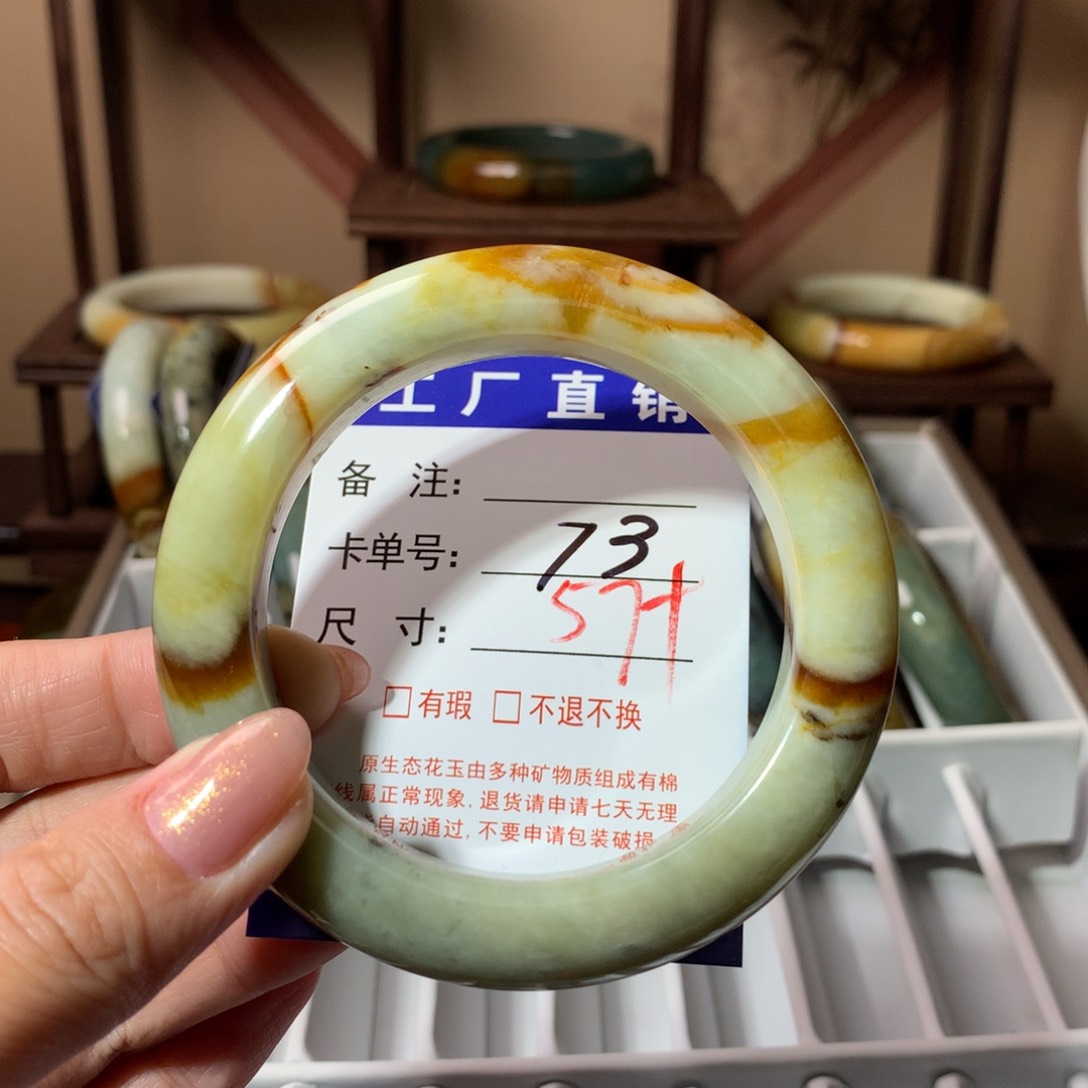 工厂直销
备 注:
卡单号: 73
尺 寸: 57+
□有瑕 □不退不换
原生态花玉由多种矿物质组成有棉
线属正常现象,退货请申请七天无理
自动通过,不要申请包装破损